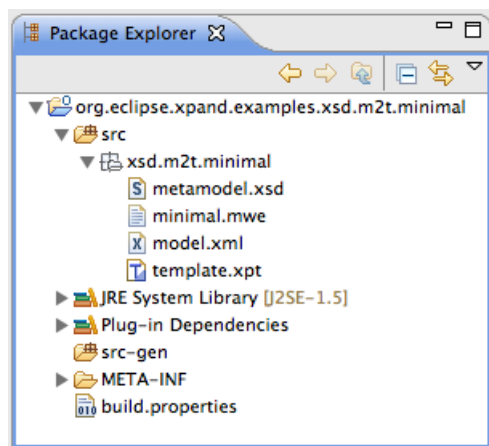 Package Explorer
org.eclipse.xpand.examples.xsd.m2t.minimal
src
xsd.m2t.minimal
metamodel.xsd
minimal.mwe
model.xml
template.xpt
JRE System Library [J2SE-1.5]
Plug-in Dependencies
src-gen
META-INF
build.properties